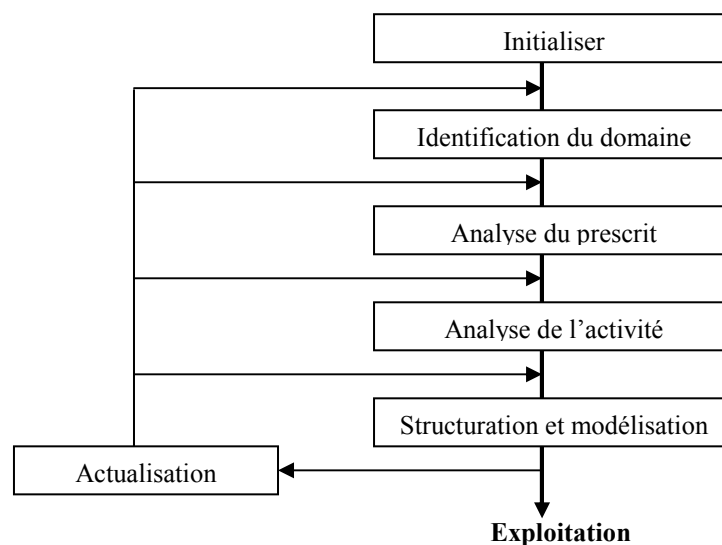 Initialiser
Identification du domaine
Analyse du prescrit
Analyse de l’activité
Structuration et modélisation
Actualisation
Exploitation